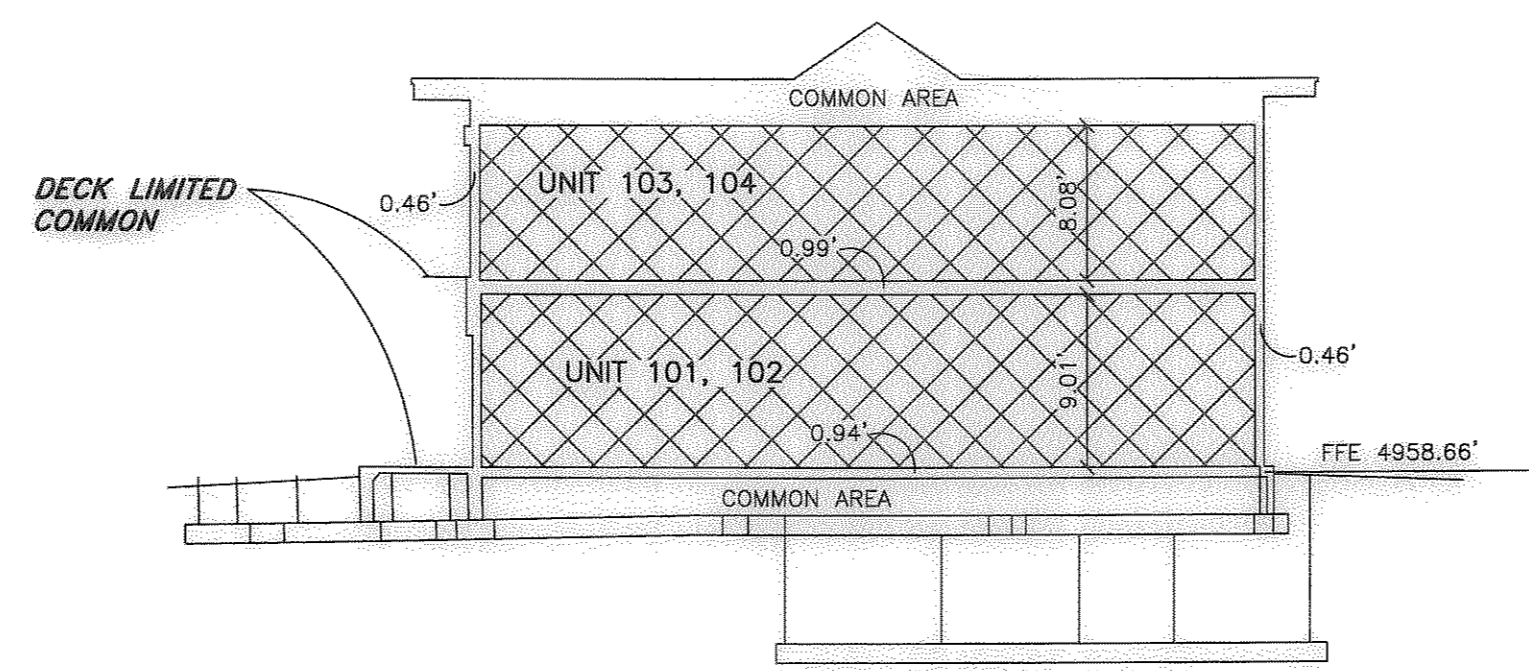 COMMON AREA
DECK LIMITED
COMMON
0.46'
UNIT 103, 104
8.08'
0.99'
UNIT 101, 102
9.01'
0.46'
0.94'
FFE 4958.66'
COMMON AREA